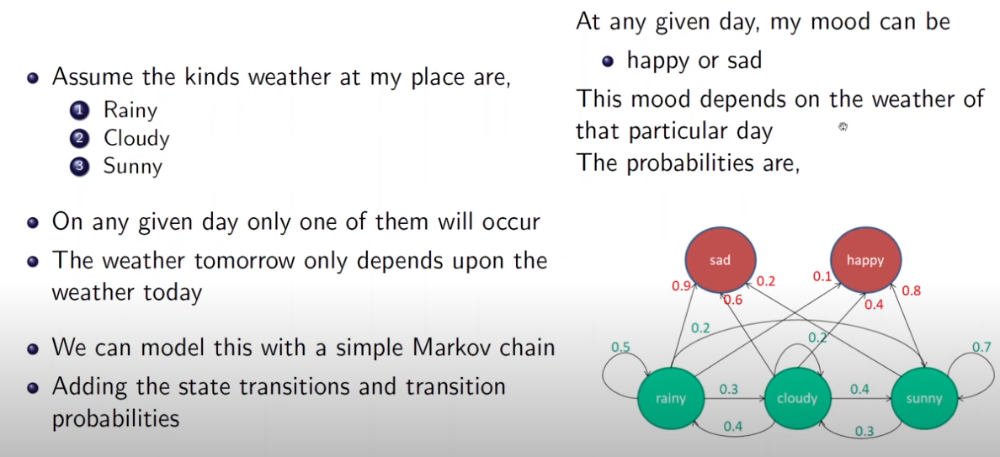 Assume the kinds weather at my place are,
1 Rainy
2 Cloudy
3 Sunny
On any given day only one of them will occur
The weather tomorrow only depends upon the
weather today
We can model this with a simple Markov chain
Adding the state transitions and transition
probabilities
At any given day, my mood can be
happy or sad
This mood depends on the weather of
that particular day
The probabilities are,
sad
happy
0.9
0.2
0.1
0.6
0.4
0.8
0.2
0.2
0.5
0.7
rainy
0.3
cloudy
0.4
sunny
0.4
0.3